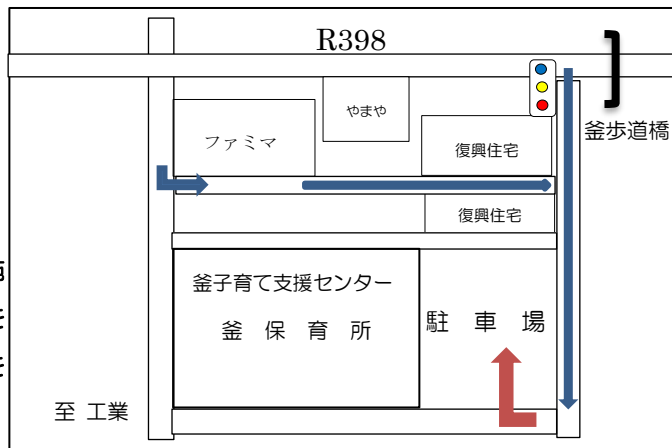 R398
やまや
ファミマ
復興住宅
釜歩道橋
復興住宅
釜子育て支援センター
釜 保 育 所
駐 車 場
至 工業